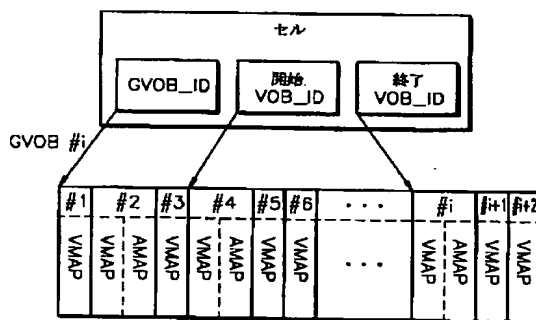 セル
GVOB_ID
開始
VOB_ID
終了
VOB_ID
GVOB #i
#1 #2 #3 #4 #5 #6 ··· #i #i+1 #i+2
VMAP VMAP AMAP VMAP VMAP AMAP VMAP VMAP ··· VMAP AMAP VMAP VMAP